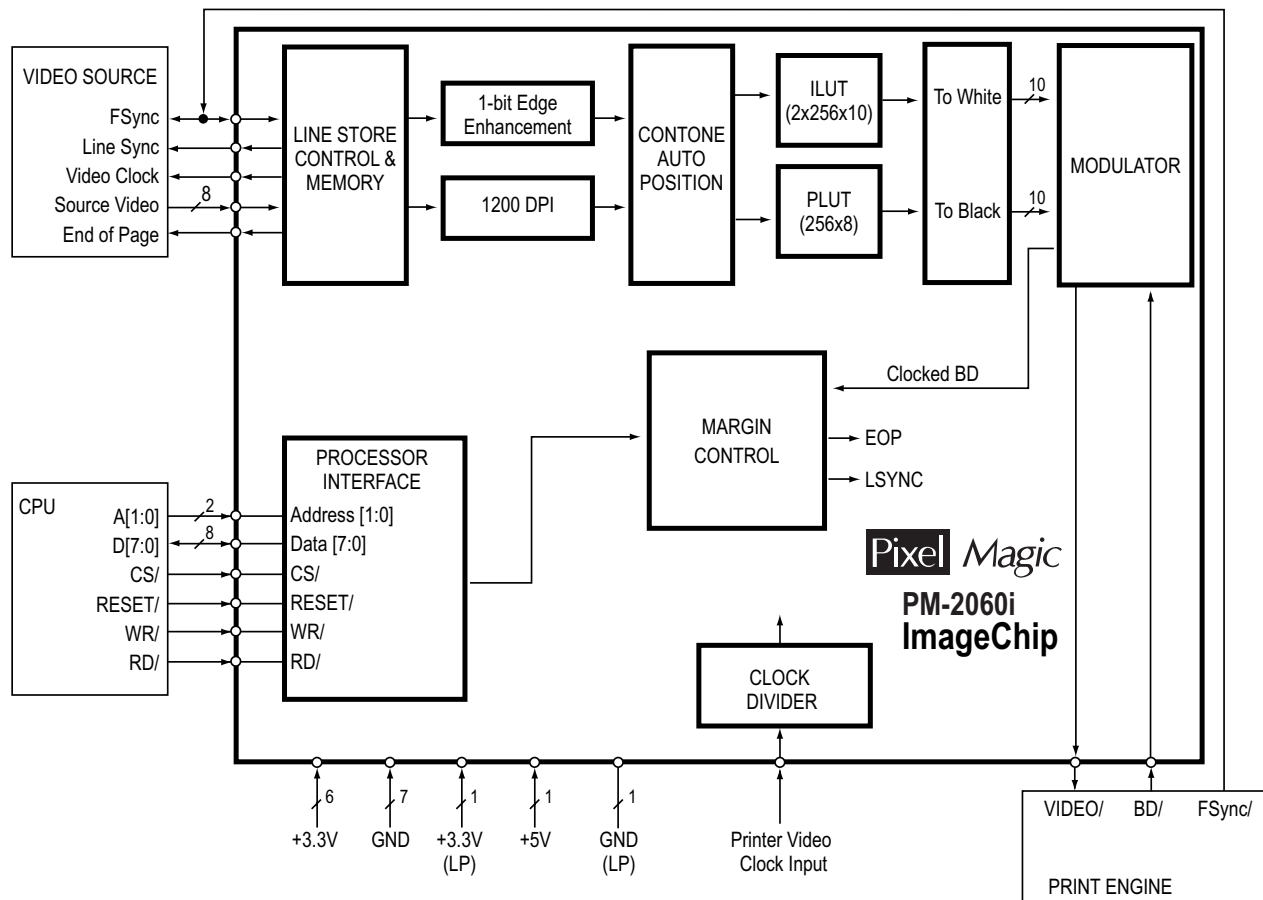 VIDEO SOURCE
FSync
Line Sync
Video Clock
Source Video
8
End of Page
LINE STORE
CONTROL &
MEMORY
1-bit Edge
Enhancement
1200 DPI
CONTONE
AUTO
POSITION
ILUT
(2x256x10)
PLUT
(256x8)
To White
10
To Black
10
MODULATOR
Clocked BD
MARGIN
CONTROL
EOP
LSYNC
CPU
A[1:0]
2
D[7:0]
8
CS/
RESET/
WR/
RD/
PROCESSOR
INTERFACE
Address [1:0]
Data [7:0]
CS/
RESET/
WR/
RD/
Pixel Magic
PM-2060i
ImageChip
CLOCK
DIVIDER
6
+3.3V
7
GND
1
+3.3V
(LP)
1
+5V
1
GND
(LP)
Printer Video
Clock Input
VIDEO/
BD/
FSync/
PRINT ENGINE